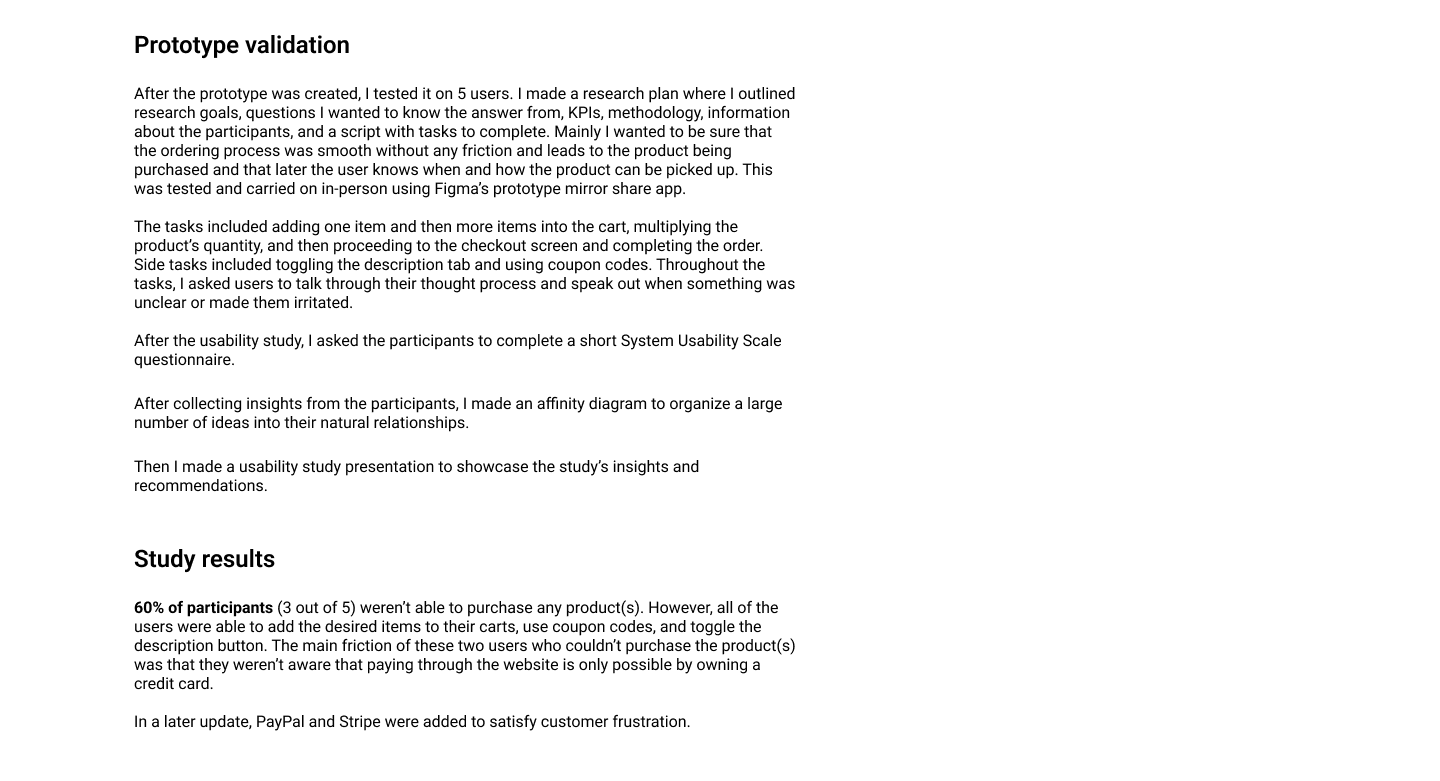 Prototype validation
After the prototype was created, I tested it on 5 users. I made a research plan where I outlined
research goals, questions I wanted to know the answer from, KPIs, methodology, information
about the participants, and a script with tasks to complete. Mainly I wanted to be sure that
the ordering process was smooth without any friction and leads to the product being
purchased and that later the user knows when and how the product can be picked up. This
was tested and carried on in-person using Figma’s prototype mirror share app.
The tasks included adding one item and then more items into the cart, multiplying the
product’s quantity, and then proceeding to the checkout screen and completing the order.
Side tasks included toggling the description tab and using coupon codes. Throughout the
tasks, I asked users to talk through their thought process and speak out when something was
unclear or made them irritated.
After the usability study, I asked the participants to complete a short System Usability Scale
questionnaire.
After collecting insights from the participants, I made an affinity diagram to organize a large
number of ideas into their natural relationships.
Then I made a usability study presentation to showcase the study’s insights and
recommendations.
Study results
60% of participants (3 out of 5) weren’t able to purchase any product(s). However, all of the
users were able to add the desired items to their carts, use coupon codes, and toggle the
description button. The main friction of these two users who couldn’t purchase the product(s)
was that they weren’t aware that paying through the website is only possible by owning a
credit card.
In a later update, PayPal and Stripe were added to satisfy customer frustration.